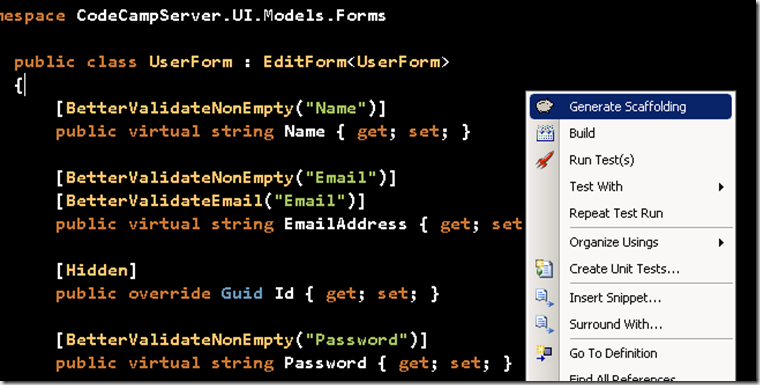 mespace CodeCampServer.UI.Models.Forms
public class UserForm : EditForm<UserForm>
{
[BetterValidateNonEmpty("Name")]
public virtual string Name { get; set; }
[BetterValidateNonEmpty("Email")]
[BetterValidateEmail("Email")]
public virtual string EmailAddress { get; set
[Hidden]
public override Guid Id { get; set; }
[BetterValidateNonEmpty("Password")]
public virtual string Password { get; set; }
Generate Scaffolding
Build
Run Test(s)
Test With
Repeat Test Run
Organize Usings
Create Unit Tests...
Insert Snippet...
Surround With...
Go To Definition
Find All References